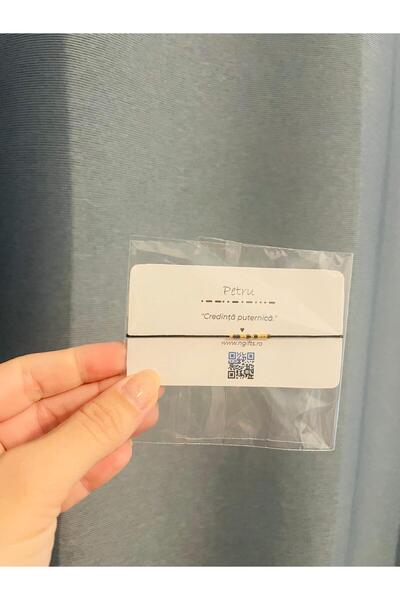 Petru
"Credință puternică."
www.ngifts.ro